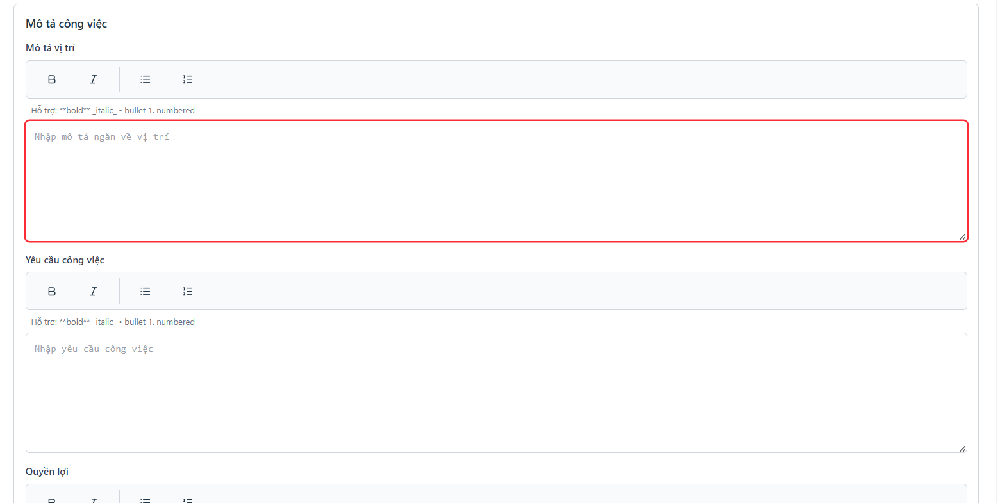 Mô tả công việc
Mô tả vị trí
B I
Hỗ trợ: **bold** _italic_ • bullet 1. numbered
Nhập mô tả ngắn về vị trí
Yêu cầu công việc
B I
Hỗ trợ: **bold** _italic_ • bullet 1. numbered
Nhập yêu cầu công việc
Quyền lợi
B I